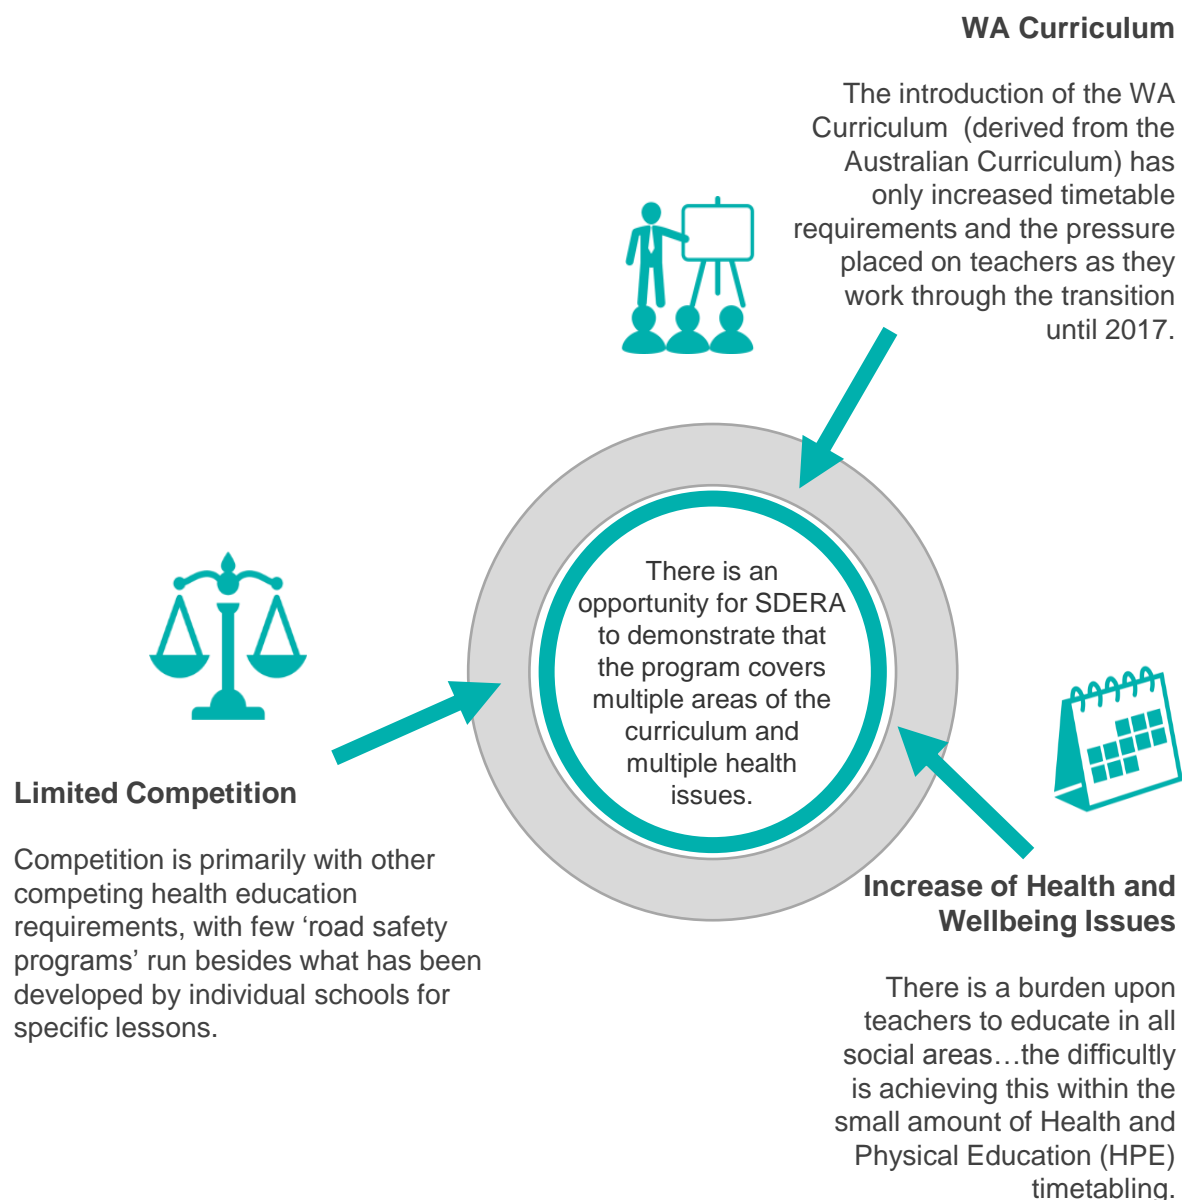 WA Curriculum
The introduction of the WA
Curriculum  (derived from the
Australian Curriculum) has
only increased timetable
requirements and the pressure
placed on teachers as they
work through the transition
until 2017.
There is an
opportunity for SDERA
to demonstrate that
the program covers
multiple areas of the
curriculum and
multiple health
issues.
Limited Competition
Competition is primarily with other
competing health education
requirements, with few ‘road safety
programs’ run besides what has been
developed by individual schools for
specific lessons.
Increase of Health and
Wellbeing Issues
There is a burden upon
teachers to educate in all
social areas…the difficultly
is achieving this within the
small amount of Health and
Physical Education (HPE)
timetabling.